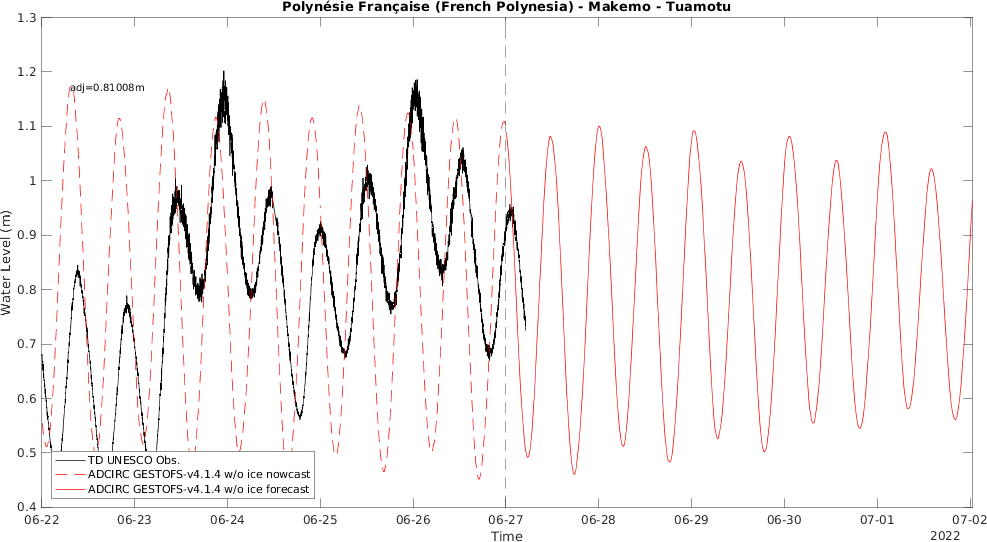 Polynésie Française (French Polynesia) - Makemo - Tuamotu
1.3
1.2
1.1
1
0.9
0.8
0.7
0.6
0.5
0.4
Water Level (m)
adj=0.81008m
TD UNESCO Obs.
ADCIRC GESTOFS-v4.1.4 w/o ice nowcast
ADCIRC GESTOFS-v4.1.4 w/o ice forecast
06-22 06-23 06-24 06-25 06-26 06-27 06-28 06-29 06-30 07-01 07-02
Time
2022